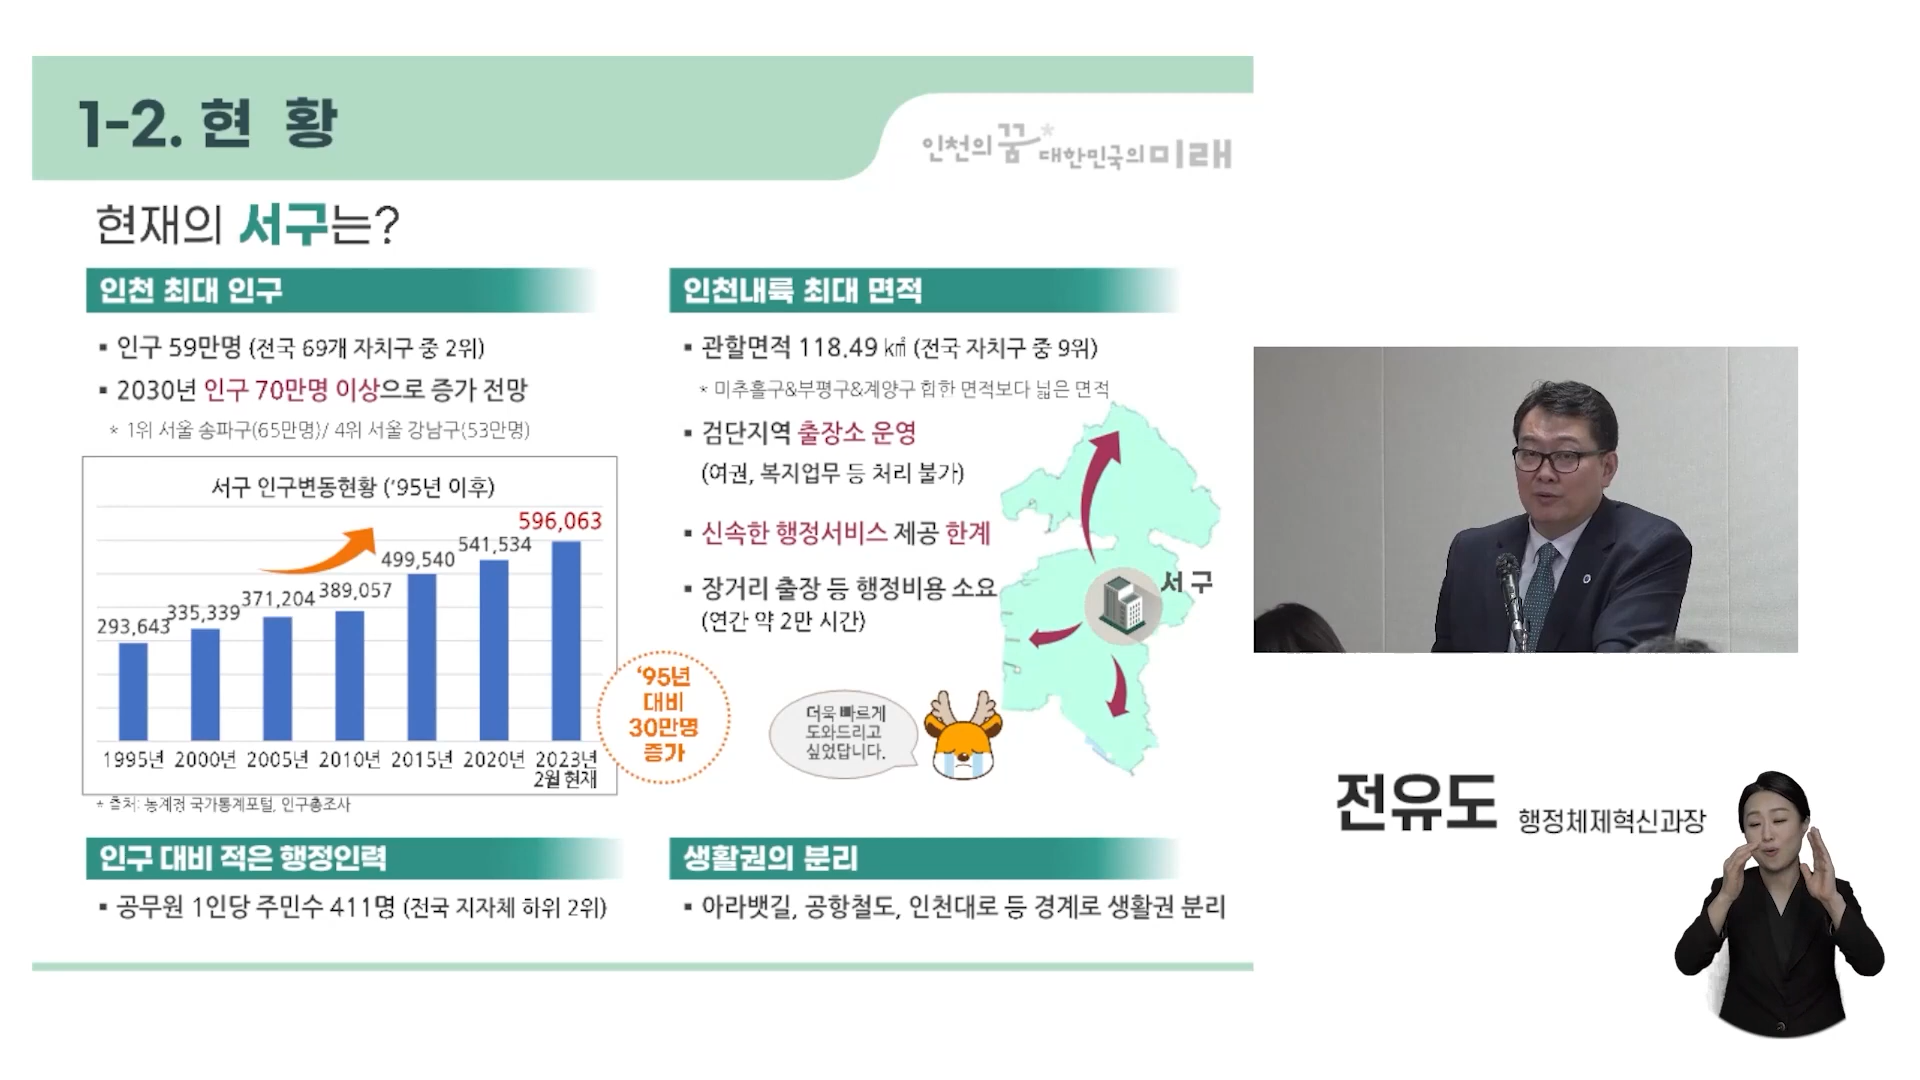 1-2. 현 황
인천의 꿈 대한민국의 미래
현재의 서구는?
인천 최대 인구
▪ 인구 59만명 (전국 69개 자치구 중 2위)
▪ 2030년 인구 70만명 이상으로 증가 전망
* 1위 서울 송파구(65만명)/ 4위 서울 강남구(53만명)
서구 인구변동현황 ('95년 이후)
293,643
335,339
371,204
389,057
499,540
541,534
596,063
1995년 2000년 2005년 2010년 2015년 2020년 2023년
2월 현재
* 출처: 통계청 국가통계포털, 인구총조사
'95년
대비
30만명
증가
인천내륙 최대 면적
▪ 관할면적 118.49 ㎢ (전국 자치구 중 9위)
* 미추홀구&부평구&계양구 합한 면적보다 넓은 면적
▪ 검단지역 출장소 운영
(여권, 복지업무 등 처리 불가)
▪ 신속한 행정서비스 제공 한계
▪ 장거리 출장 등 행정비용 소요
(연간 약 2만 시간)
서구
더욱 빠르게
도와드리고
싶었답니다.
인구 대비 적은 행정인력
▪ 공무원 1인당 주민수 411명 (전국 지자체 하위 2위)
생활권의 분리
▪ 아라뱃길, 공항철도, 인천대로 등 경계로 생활권 분리
전유도 행정체제혁신과장